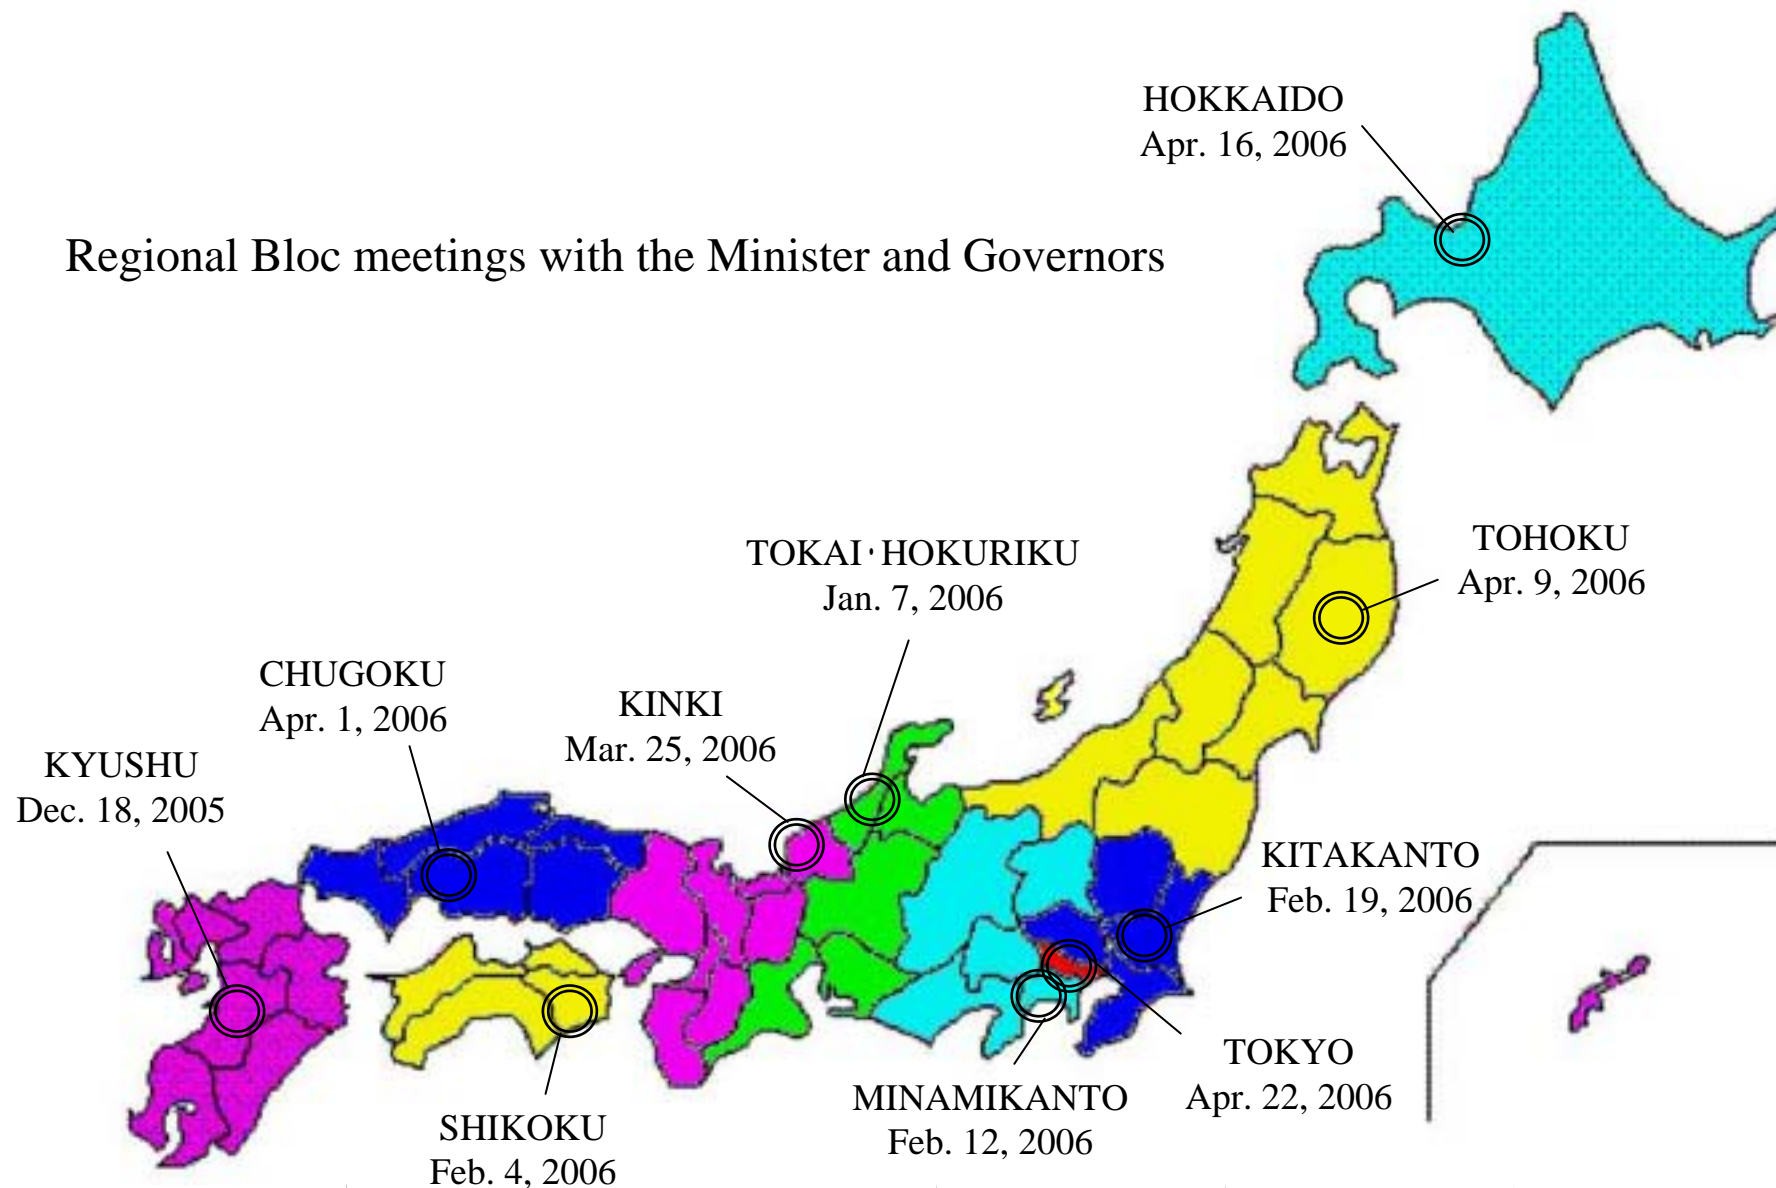 HOKKAIDO
Apr. 16, 2006
Regional Bloc meetings with the Minister and Governors
TOHOKU
Apr. 9, 2006
TOKAI・HOKURIKU
Jan. 7, 2006
CHUGOKU
Apr. 1, 2006
KINKI
Mar. 25, 2006
KYUSHU
Dec. 18, 2005
KITAKANTO
Feb. 19, 2006
TOKYO
Apr. 22, 2006
MINAMIKANTO
Feb. 12, 2006
SHIKOKU
Feb. 4, 2006